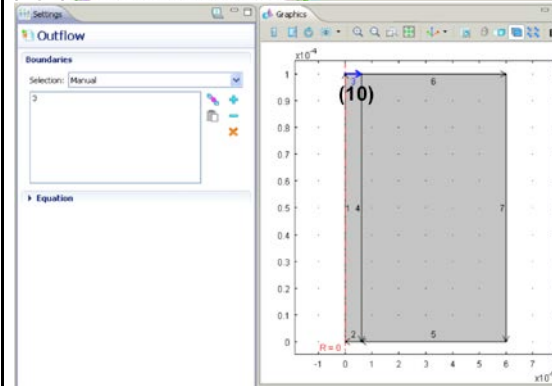 Settings
Outflow
Boundaries
Selection: Manual
3
Equation
Graphics
x10⁻⁴
1
0.9
0.8
0.7
0.6
0.5
0.4
0.3
0.2
0.1
0
3
6
(10)
1 4
7
2
5
R=0
-1 0 1 2 3 4 5 6 7